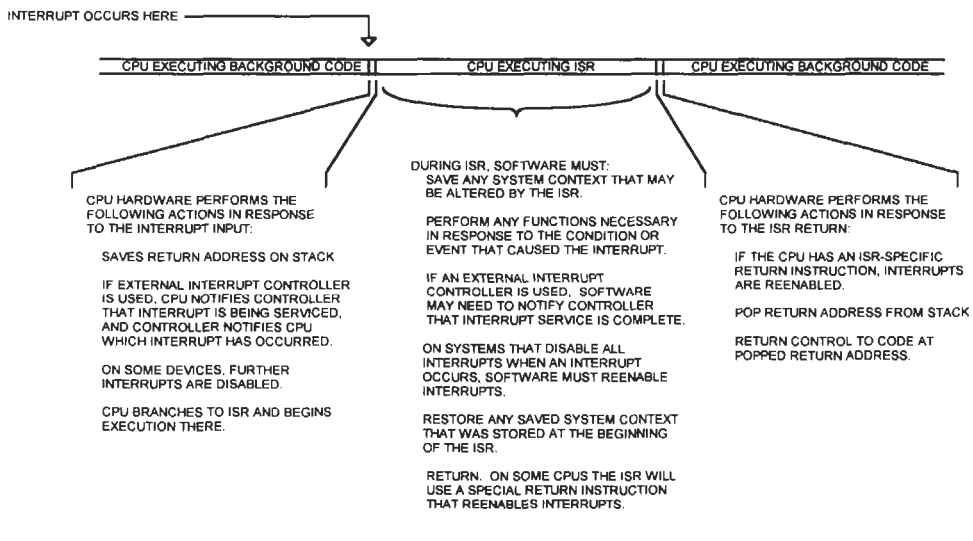 INTERRUPT OCCURS HERE
CPU EXECUTING BACKGROUND CODE
CPU EXECUTING ISR
CPU EXECUTING BACKGROUND CODE
CPU HARDWARE PERFORMS THE
FOLLOWING ACTIONS IN RESPONSE
TO THE INTERRUPT INPUT:
SAVES RETURN ADDRESS ON STACK
IF EXTERNAL INTERRUPT CONTROLLER
IS USED, CPU NOTIFIES CONTROLLER
THAT INTERRUPT IS BEING SERVICED,
AND CONTROLLER NOTIFIES CPU
WHICH INTERRUPT HAS OCCURRED.
ON SOME DEVICES, FURTHER
INTERRUPTS ARE DISABLED.
CPU BRANCHES TO ISR AND BEGINS
EXECUTION THERE.
DURING ISR, SOFTWARE MUST:
SAVE ANY SYSTEM CONTEXT THAT MAY
BE ALTERED BY THE ISR.
PERFORM ANY FUNCTIONS NECESSARY
IN RESPONSE TO THE CONDITION OR
EVENT THAT CAUSED THE INTERRUPT.
IF AN EXTERNAL INTERRUPT
CONTROLLER IS USED, SOFTWARE
MAY NEED TO NOTIFY CONTROLLER
THAT INTERRUPT SERVICE IS COMPLETE.
ON SYSTEMS THAT DISABLE ALL
INTERRUPTS WHEN AN INTERRUPT
OCCURS, SOFTWARE MUST REENABLE
INTERRUPTS.
RESTORE ANY SAVED SYSTEM CONTEXT
THAT WAS STORED AT THE BEGINNING
OF THE ISR.
RETURN. ON SOME CPUS THE ISR WILL
USE A SPECIAL RETURN INSTRUCTION
THAT REENABLES INTERRUPTS.
CPU HARDWARE PERFORMS THE
FOLLOWING ACTIONS IN RESPONSE
TO THE ISR RETURN:
IF THE CPU HAS AN ISR-SPECIFIC
RETURN INSTRUCTION, INTERRUPTS
ARE REENABLED.
POP RETURN ADDRESS FROM STACK
RETURN CONTROL TO CODE AT
POPPED RETURN ADDRESS.